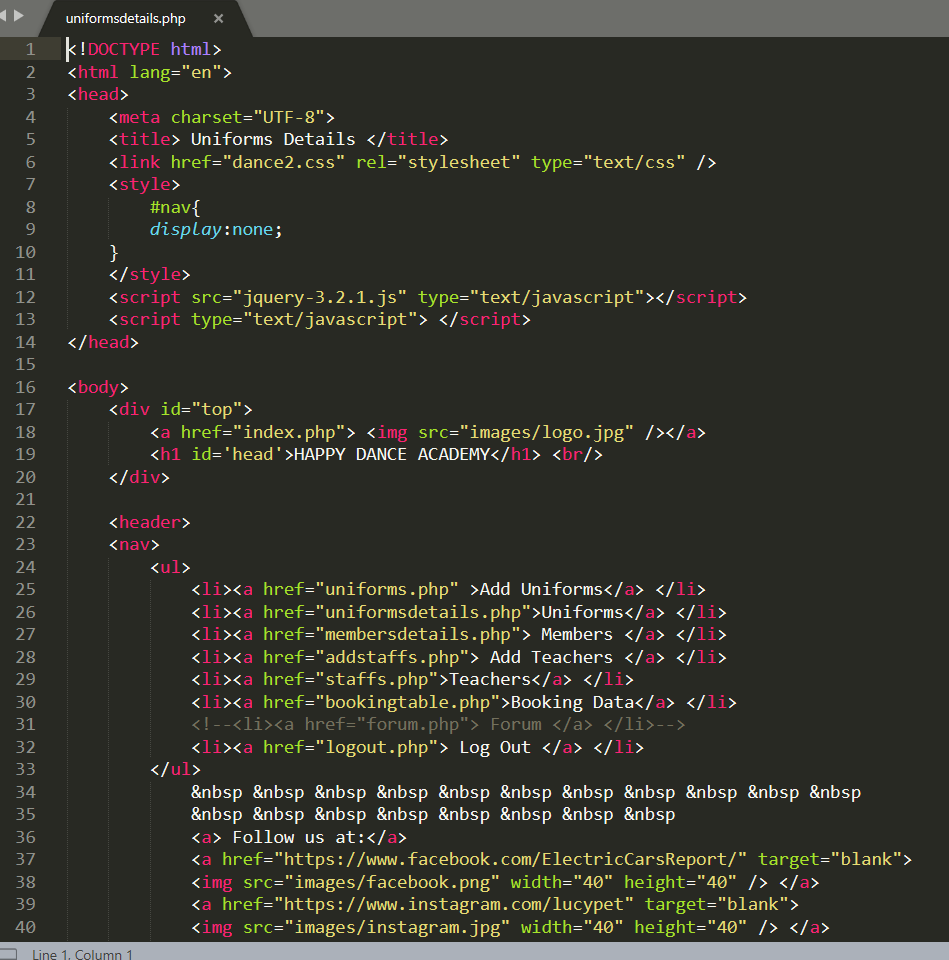 uniformsdetails.php ×
1 <!DOCTYPE html>
2 <html lang="en">
3 <head>
4 <meta charset="UTF-8">
5 <title> Uniforms Details </title>
6 <link href="dance2.css" rel="stylesheet" type="text/css" />
7 <style>
8 #nav{
9 display:none;
10 }
11 </style>
12 <script src="jquery-3.2.1.js" type="text/javascript"></script>
13 <script type="text/javascript"> </script>
14 </head>
15
16 <body>
17 <div id="top">
18 <a href="index.php"> <img src="images/logo.jpg" /></a>
19 <h1 id='head'>HAPPY DANCE ACADEMY</h1> <br/>
20 </div>
21
22 <header>
23 <nav>
24 <ul>
25 <li><a href="uniforms.php" >Add Uniforms</a> </li>
26 <li><a href="uniformsdetails.php">Uniforms</a> </li>
27 <li><a href="membersdetails.php"> Members </a> </li>
28 <li><a href="addstaffs.php"> Add Teachers </a> </li>
29 <li><a href="staffs.php">Teachers</a> </li>
30 <li><a href="bookingtable.php">Booking Data</a> </li>
31 <!--<li><a href="forum.php"> Forum </a> </li>-->
32 <li><a href="logout.php"> Log Out </a> </li>
33 </ul>
34 &nbsp &nbsp &nbsp &nbsp &nbsp &nbsp &nbsp &nbsp &nbsp &nbsp &nbsp
35 &nbsp &nbsp &nbsp &nbsp &nbsp &nbsp &nbsp &nbsp
36 <a> Follow us at:</a>
37 <a href="https://www.facebook.com/ElectricCarsReport/" target="blank">
38 <img src="images/facebook.png" width="40" height="40" /> </a>
39 <a href="https://www.instagram.com/lucypet" target="blank">
40 <img src="images/instagram.jpg" width="40" height="40" /> </a>
Line 1, Column 1